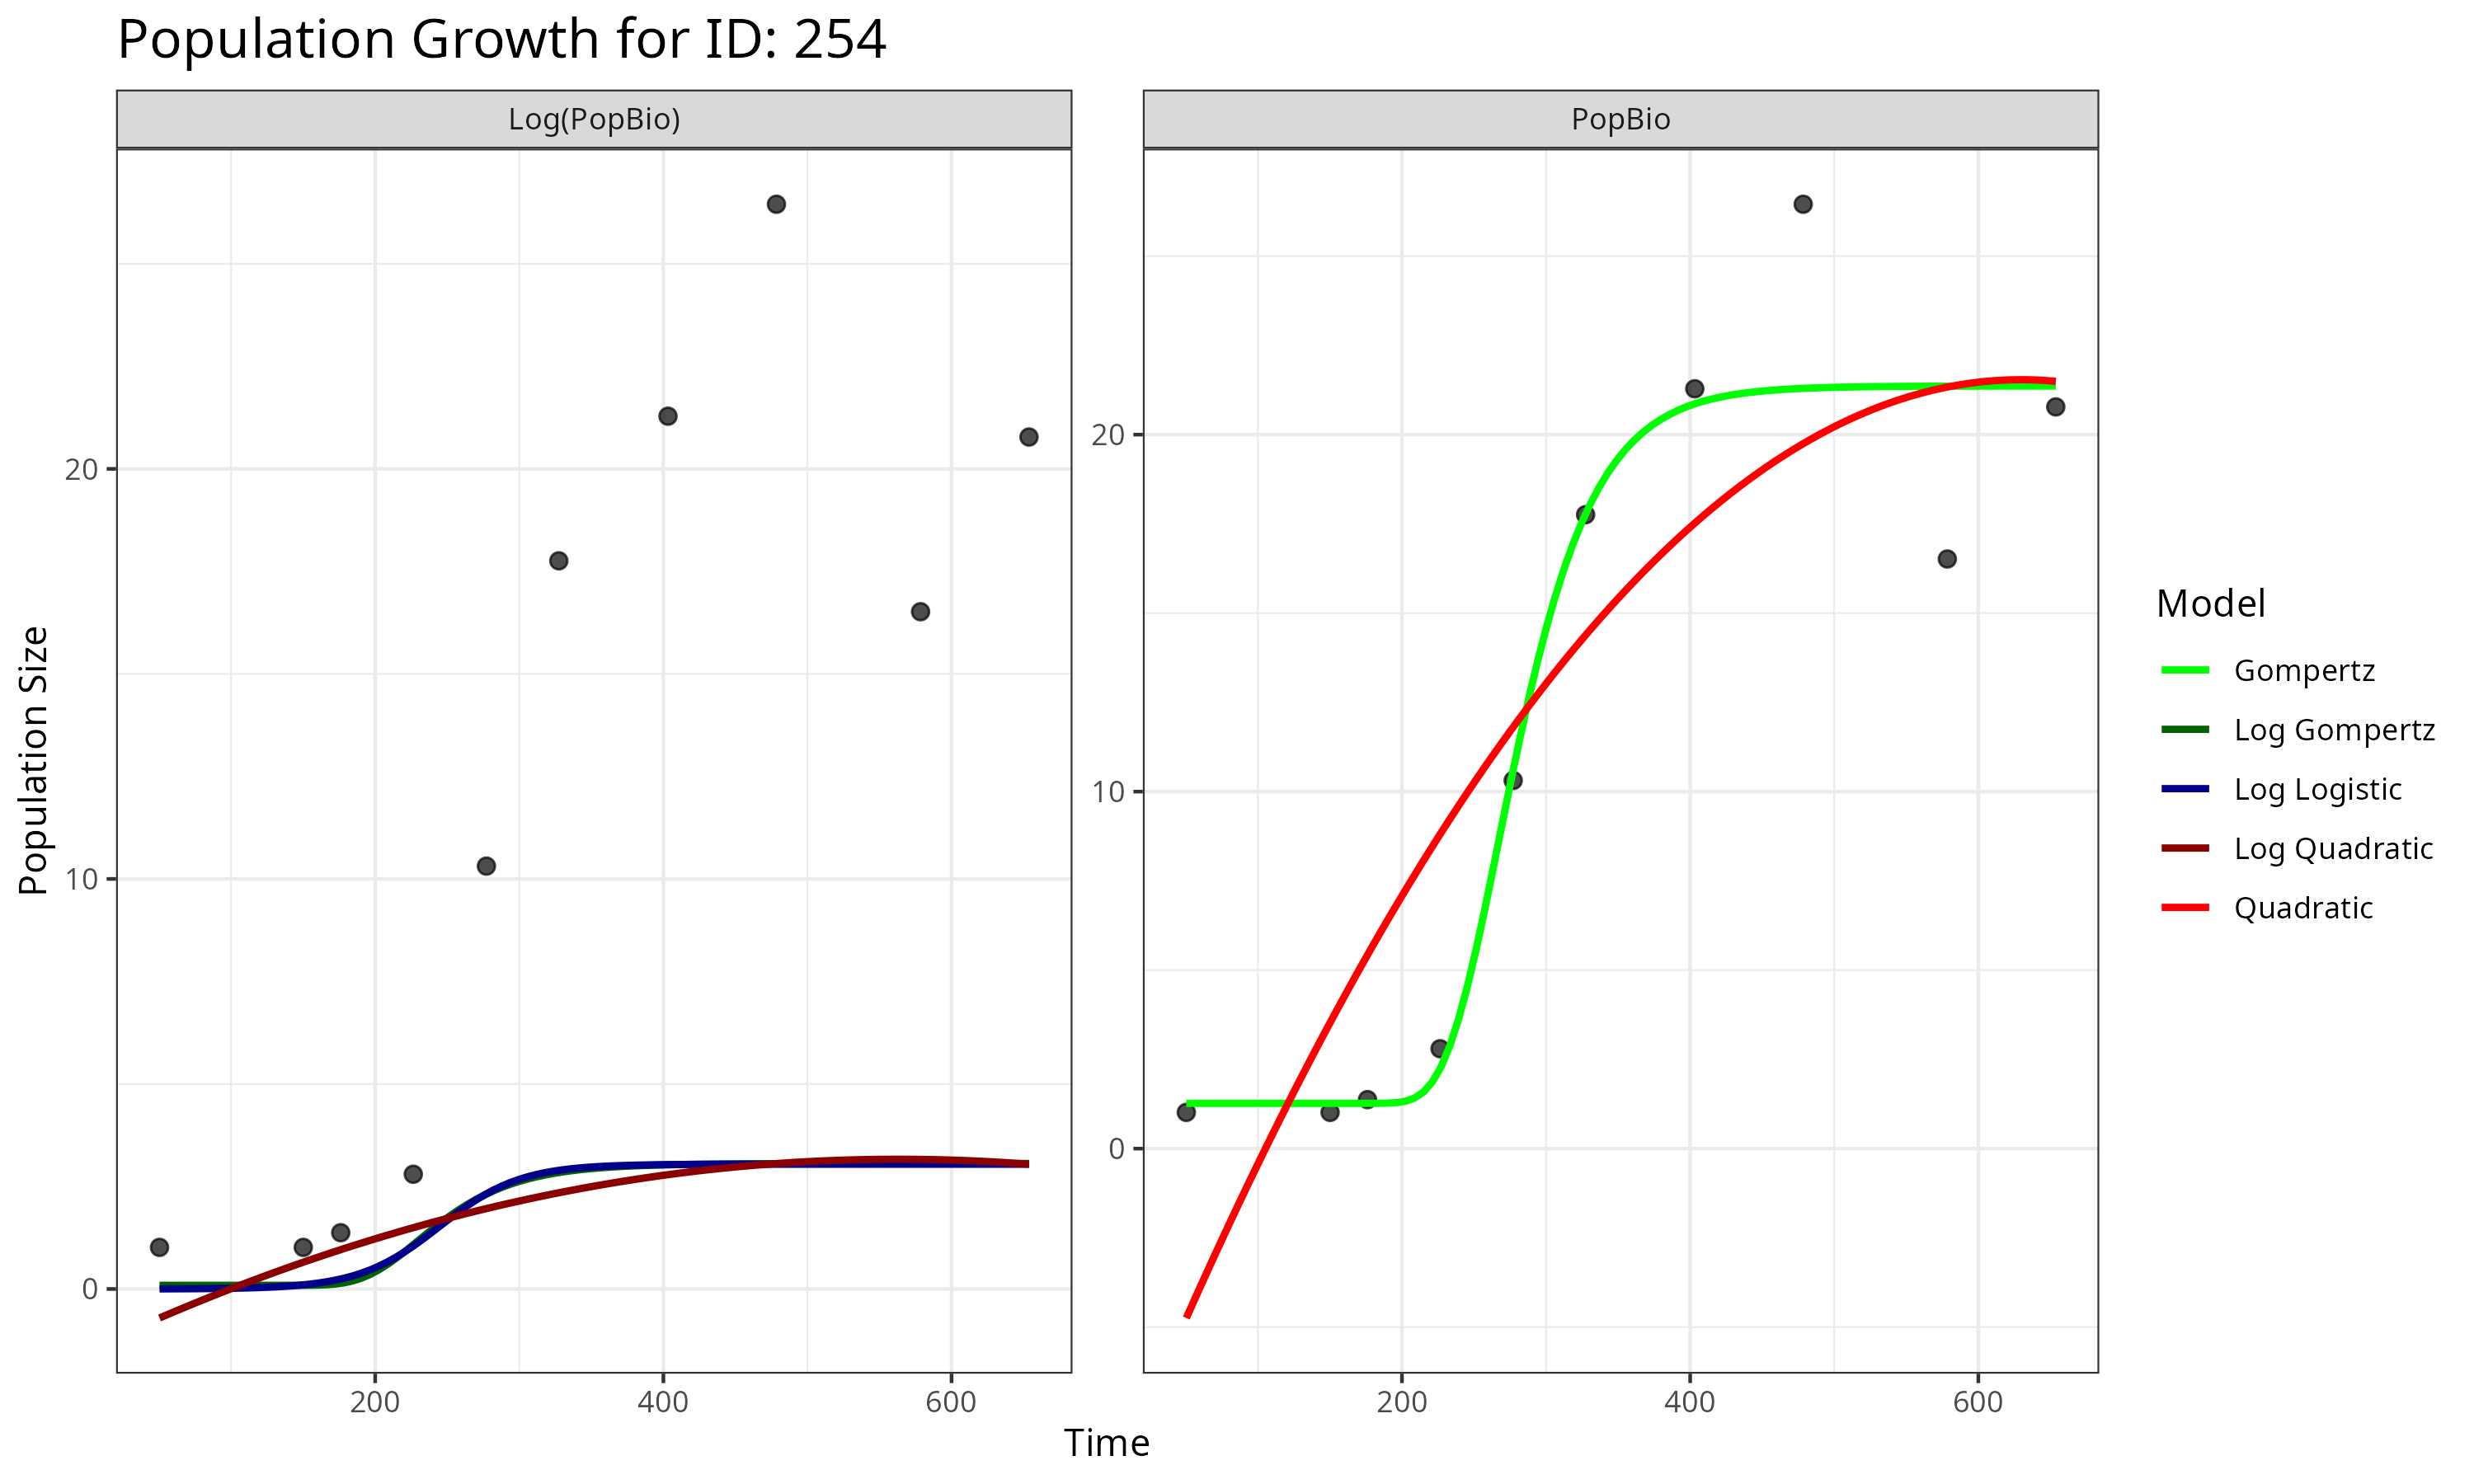 Population Growth for ID: 254
Log(PopBio)
PopBio
Population Size
20
10
0
20
10
0
200
400
600
200
400
600
Time
Model
Gompertz
Log Gompertz
Log Logistic
Log Quadratic
Quadratic